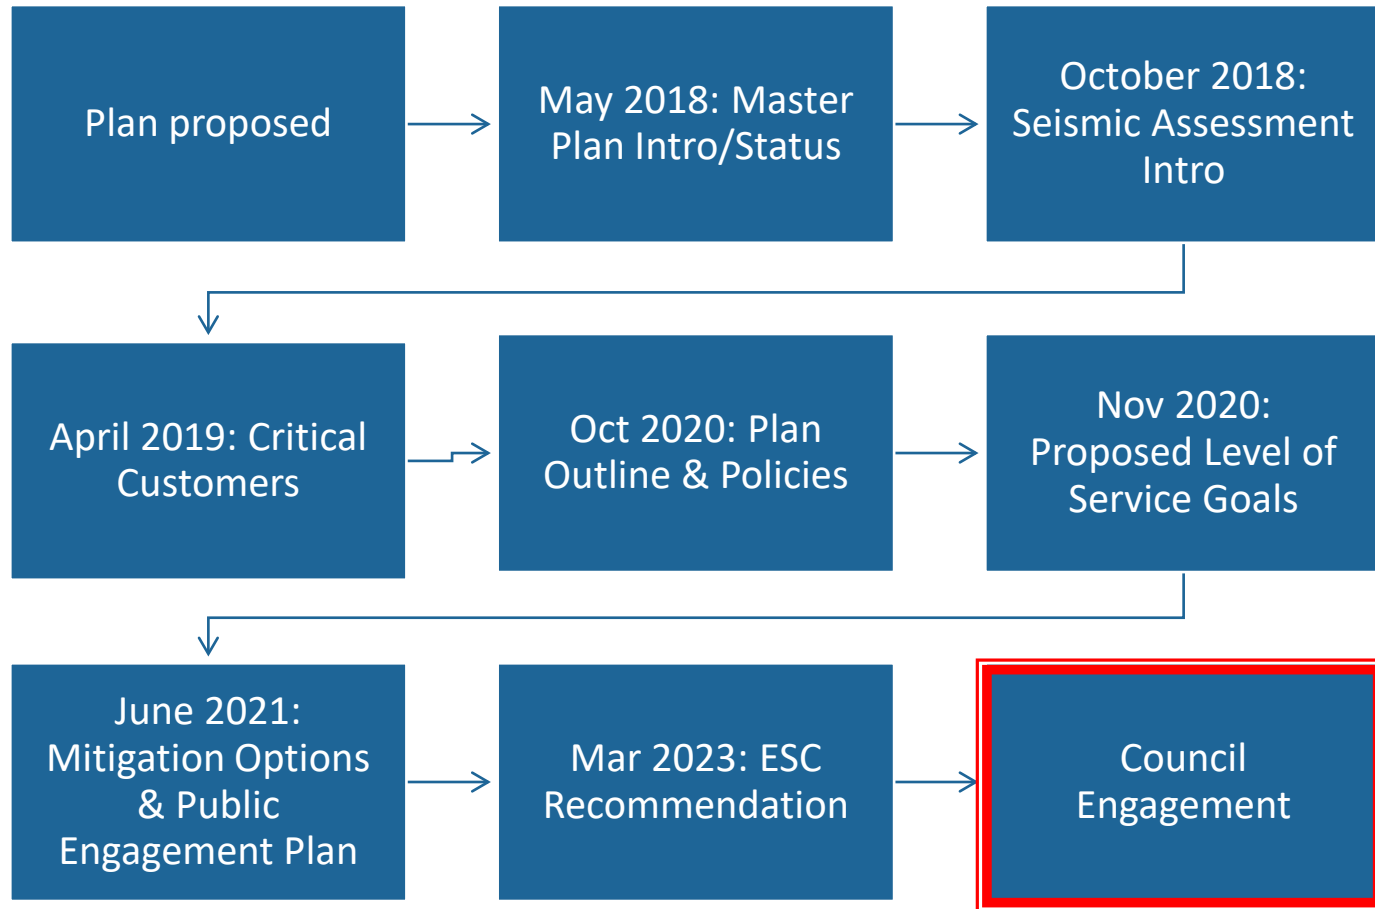 Plan proposed
May 2018: Master
Plan Intro/Status
October 2018:
Seismic Assessment
Intro
April 2019: Critical
Customers
Oct 2020: Plan
Outline & Policies
Nov 2020:
Proposed Level of
Service Goals
June 2021:
Mitigation Options
& Public
Engagement Plan
Mar 2023: ESC
Recommendation
Council
Engagement